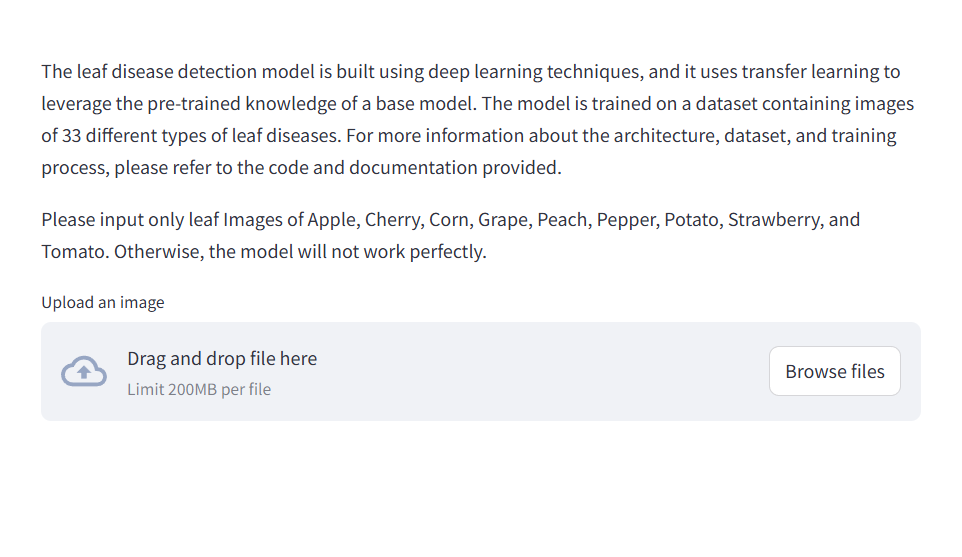 The leaf disease detection model is built using deep learning techniques, and it uses transfer learning to
leverage the pre-trained knowledge of a base model. The model is trained on a dataset containing images
of 33 different types of leaf diseases. For more information about the architecture, dataset, and training
process, please refer to the code and documentation provided.
Please input only leaf Images of Apple, Cherry, Corn, Grape, Peach, Pepper, Potato, Strawberry, and
Tomato. Otherwise, the model will not work perfectly.
Upload an image
Drag and drop file here
Limit 200MB per file
Browse files